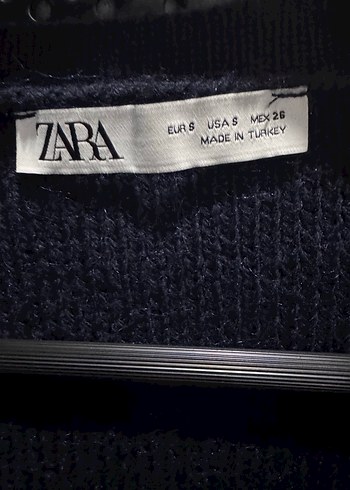 ZARA
EUR S USA S MEX 26
MADE IN TURKEY